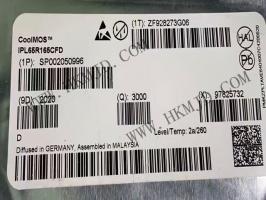 CoolMOS™
IPL65R165CFD
(1P): SP002050996
(1T): ZF928273G06
(9D): 2020
(Q): 3000
(X): 97825732
D
Level/Temp: 2a/260
Diffused in GERMANY, Assembled in MALAYSIA
HAL
Pb
WWW.HKMJD.COM